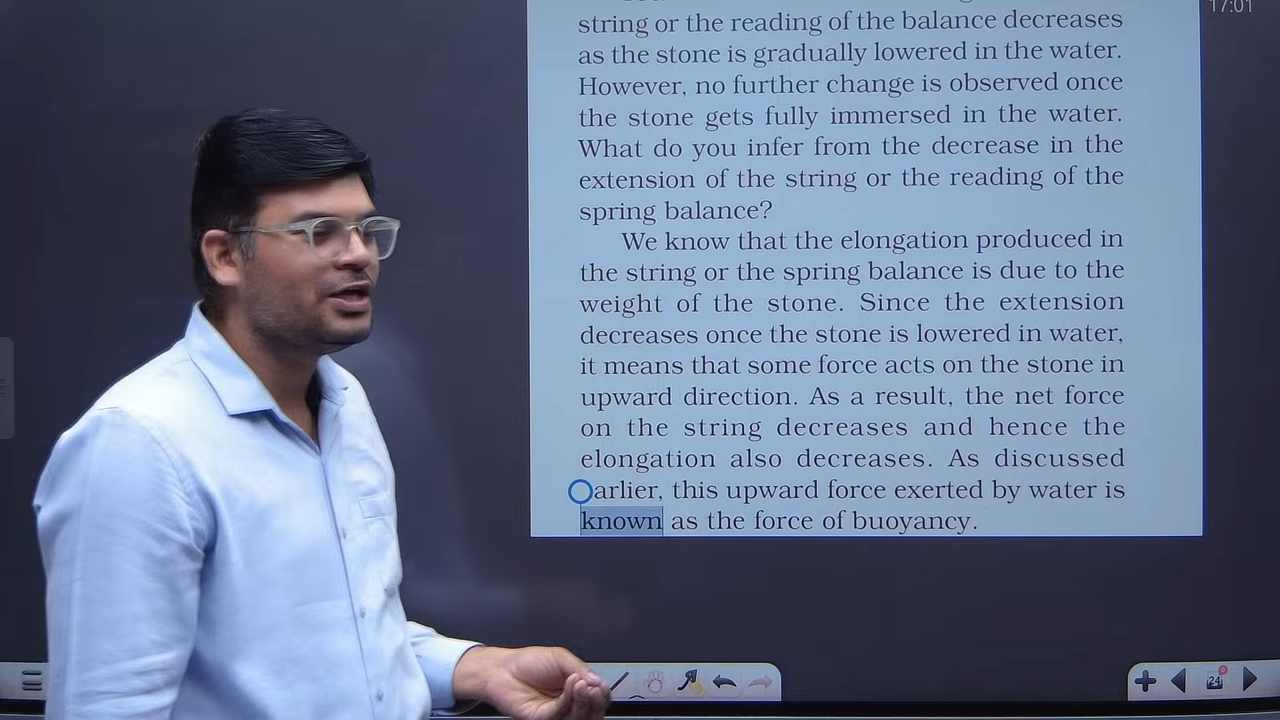 17:01
string or the reading of the balance decreases
as the stone is gradually lowered in the water.
However, no further change is observed once
the stone gets fully immersed in the water.
What do you infer from the decrease in the
extension of the string or the reading of the
spring balance?
We know that the elongation produced in
the string or the spring balance is due to the
weight of the stone. Since the extension
decreases once the stone is lowered in water,
it means that some force acts on the stone in
upward direction. As a result, the net force
on the string decreases and hence the
elongation also decreases. As discussed
arlier, this upward force exerted by water is
known as the force of buoyancy.
24